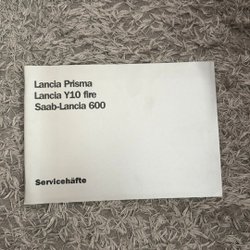 Lancia Prisma
Lancia Y10 fire
Saab-Lancia 600
Servicehäfte